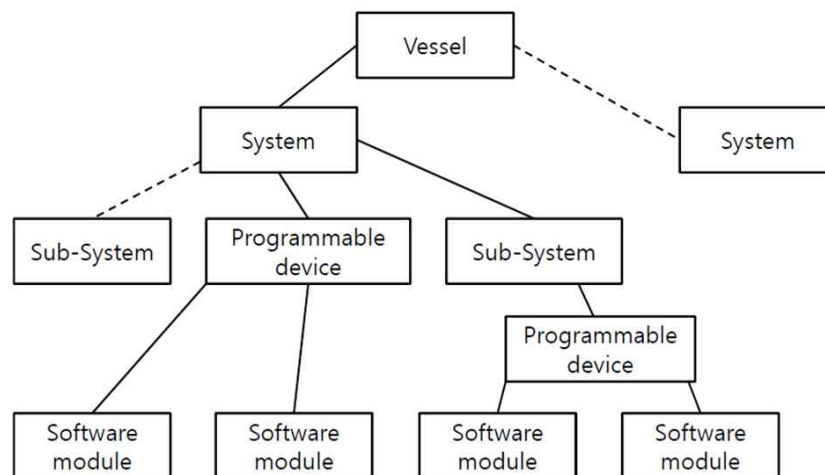 Vessel
System
System
Sub-System
Programmable
device
Sub-System
Programmable
device
Software
module
Software
module
Software
module
Software
module